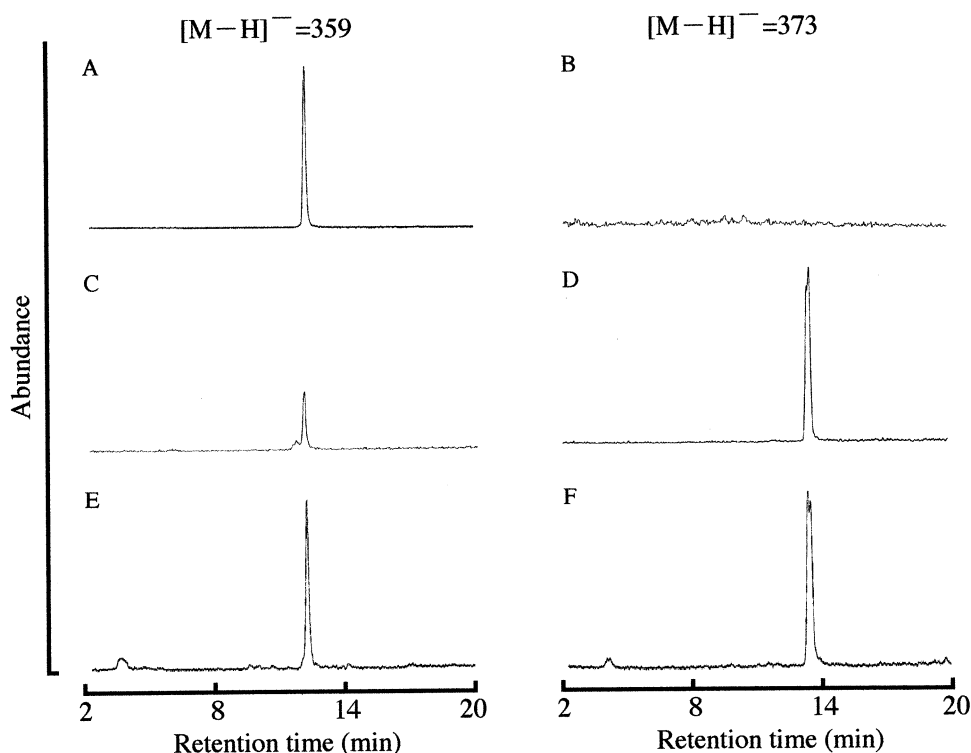 [M−H]⁻=359
[M−H]⁻=373
A
B
C
D
E
F
Abundance
2 8 14 20
2 8 14 20
Retention time (min)
Retention time (min)